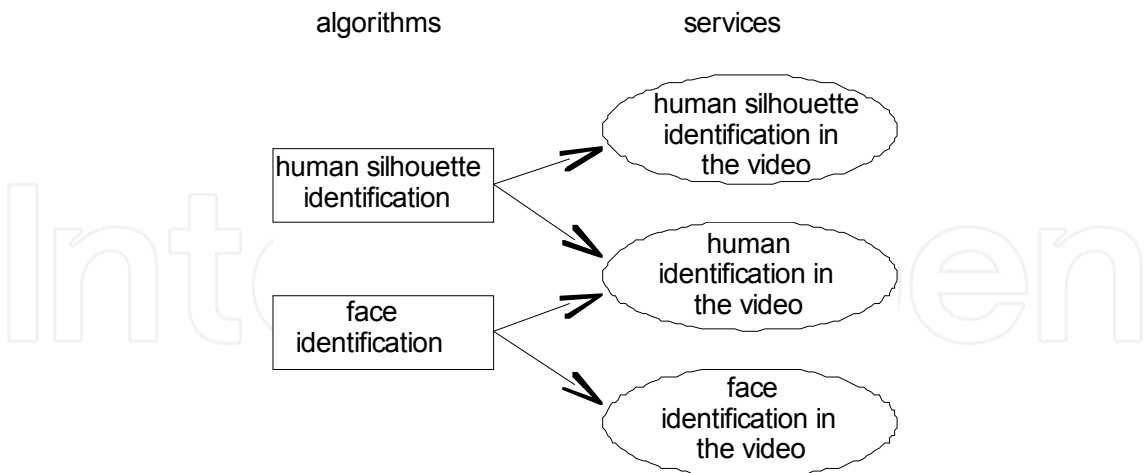 algorithms services
human silhouette
identification in
the video
human silhouette
identification
human
identification in
the video
face
identification
face
identification in
the video